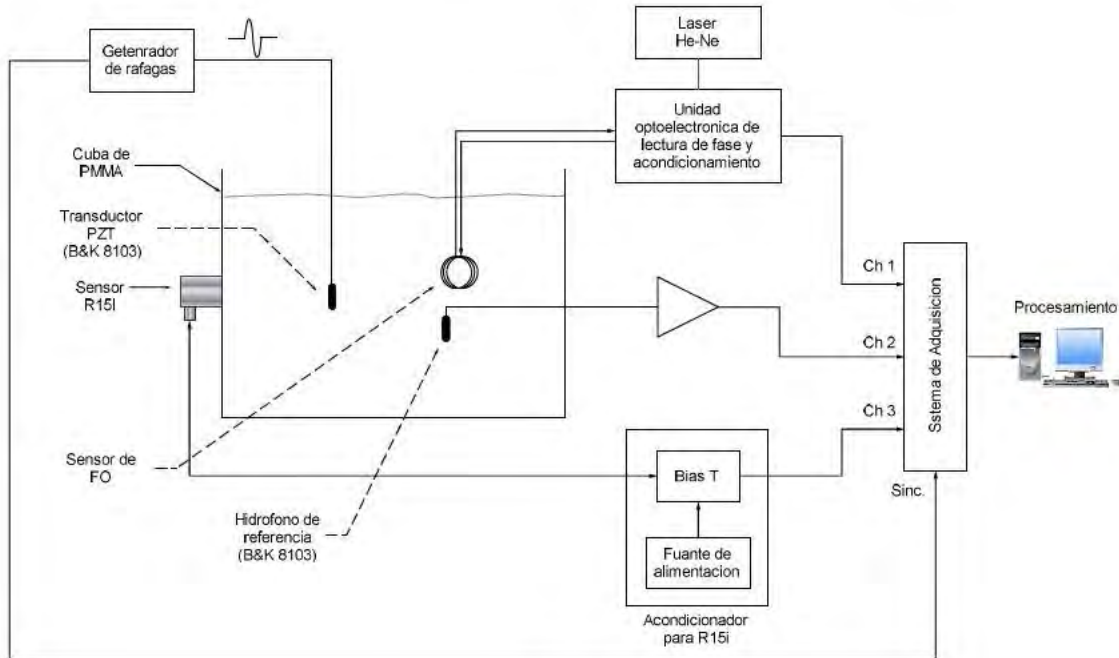 Getenrador
de rafagas
Laser
He-Ne
Unidad
optoelectronica de
lectura de fase y
acondicionamiento
Cuba de
PMMA
Transductor
PZT
(B&K 8103)
Sensor
R15I
Ch 1
Ch 2
Ch 3
Sinc.
Sstema de Adquisicion
Procesamiento
Sensor de
FO
Hidrofono de
referencia
(B&K 8103)
Bias T
Fuante de
alimentacion
Acondicionador
para R15i